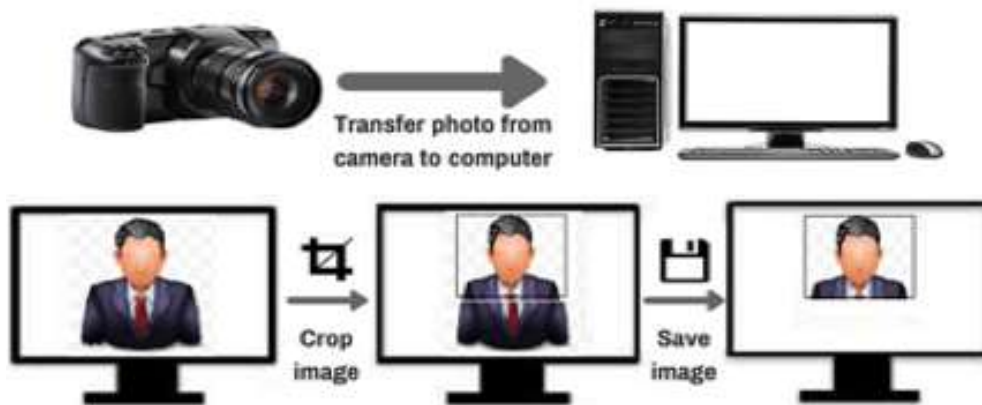 Transfer photo from
camera to computer
Crop
image
Save
image